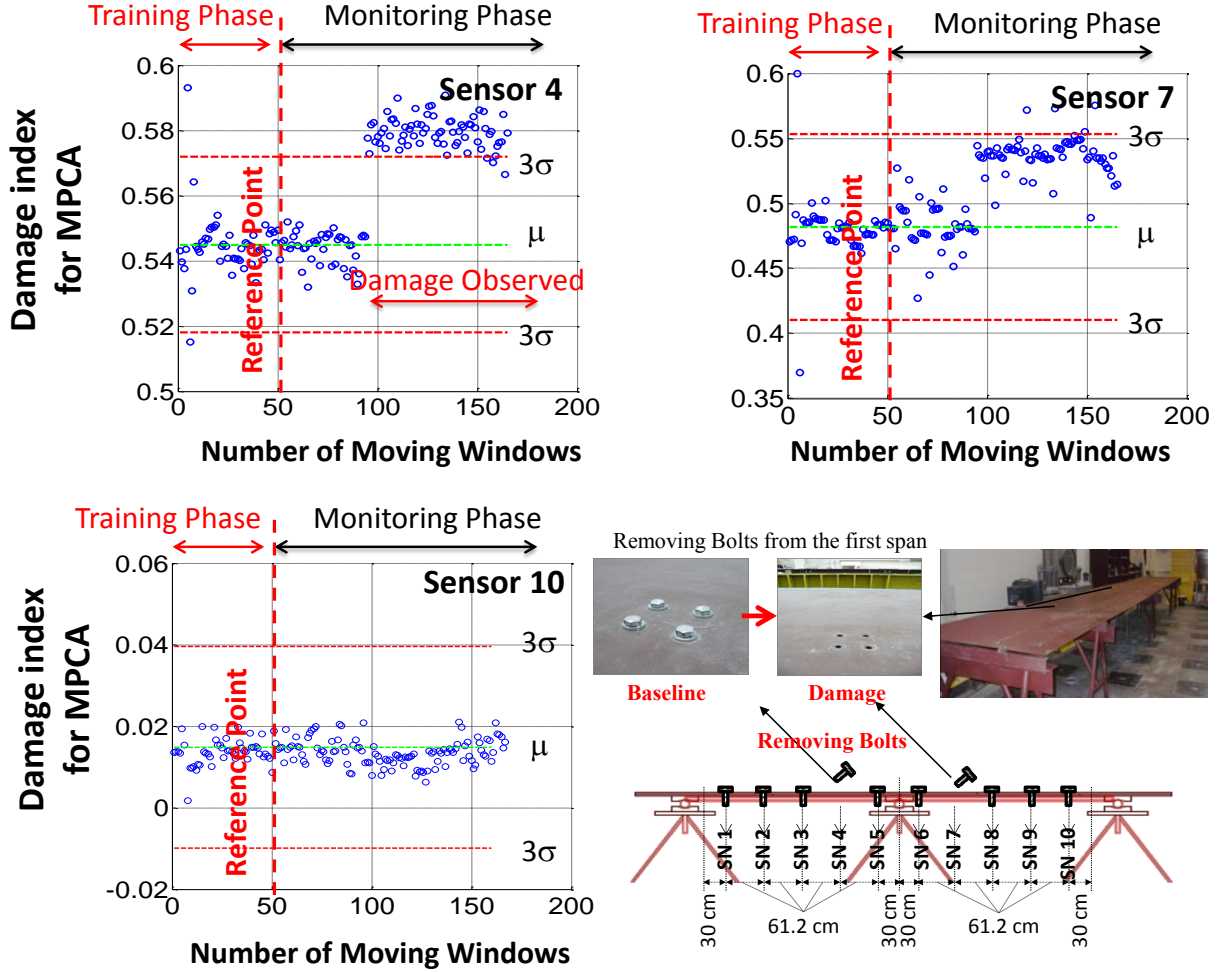 Training Phase
Monitoring Phase
Sensor 4
Damage index
for MPCA
0.6
0.58
0.56
0.54
0.52
0.5
3σ
μ
3σ
Reference Point
Damage Observed
0
50
100
150
200
Number of Moving Windows
Training Phase
Monitoring Phase
Sensor 7
0.6
0.55
0.5
0.45
0.4
0.35
3σ
μ
3σ
Reference Point
0
50
100
150
200
Number of Moving Windows
Training Phase
Monitoring Phase
Sensor 10
Damage index
for MPCA
0.06
0.04
0.02
0
-0.02
3σ
μ
3σ
Reference Point
0
50
100
150
200
Number of Moving Windows
Removing Bolts from the first span
Baseline
Damage
Removing Bolts
SN 1
SN 2
SN 3
SN 4
SN 5
SN 6
SN 7
SN 8
SN 9
SN 10
30 cm
61.2 cm
30 cm
30 cm
61.2 cm
30 cm